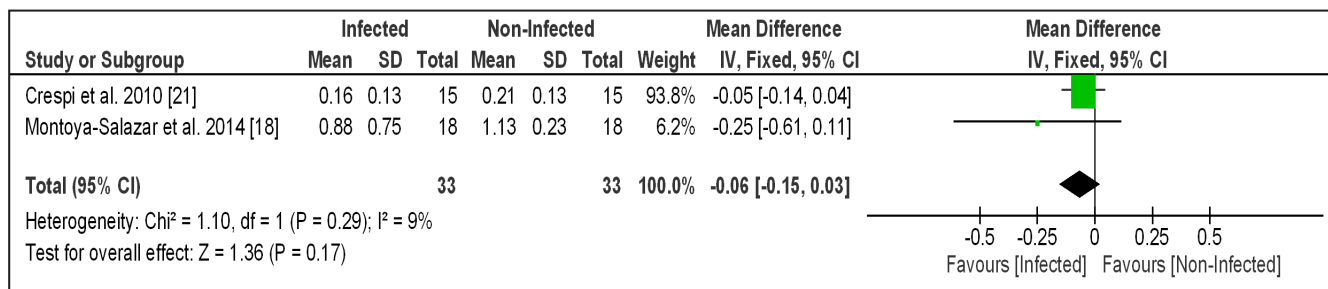 Infected Non-Infected Mean Difference Mean Difference
Study or Subgroup Mean SD Total Mean SD Total Weight IV, Fixed, 95% CI IV, Fixed, 95% CI
Crespi et al. 2010 [21] 0.16 0.13 15 0.21 0.13 15 93.8% -0.05 [-0.14, 0.04]
Montoya-Salazar et al. 2014 [18] 0.88 0.75 18 1.13 0.23 18 6.2% -0.25 [-0.61, 0.11]
Total (95% CI) 33 33 100.0% -0.06 [-0.15, 0.03]
Heterogeneity: Chi² = 1.10, df = 1 (P = 0.29); I² = 9%
Test for overall effect: Z = 1.36 (P = 0.17)
-0.5 -0.25 0 0.25 0.5
Favours [Infected] Favours [Non-Infected]